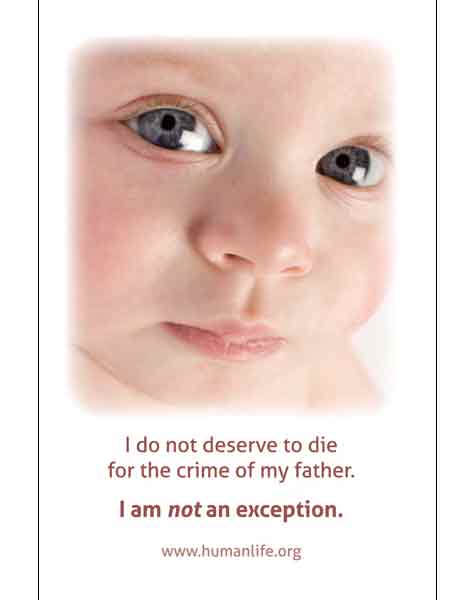 I do not deserve to die
for the crime of my father.
I am not an exception.
www.humanlife.org